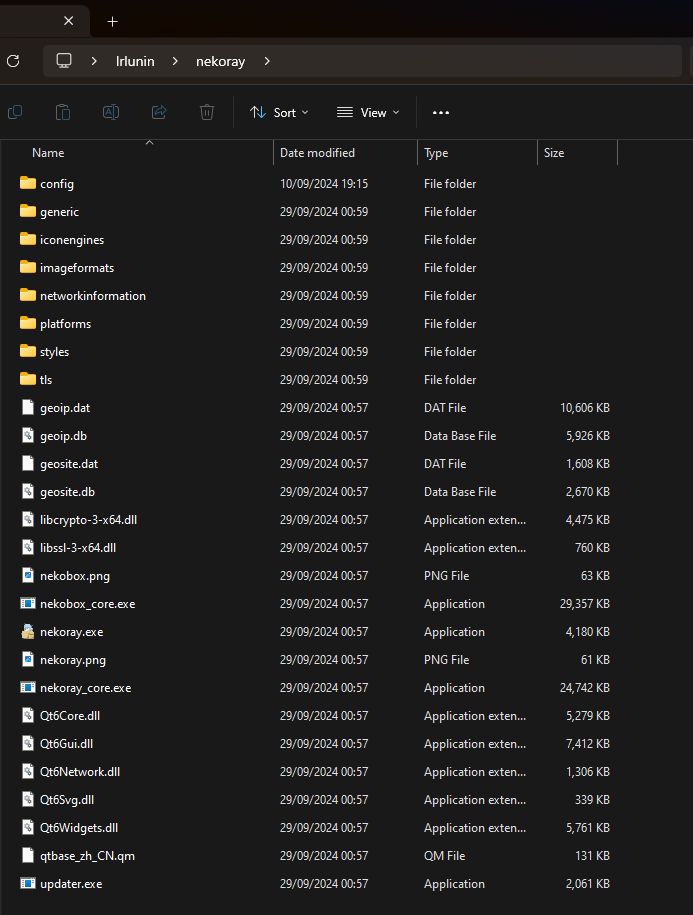 lrlunin nekoray
Sort View
Name Date modified Type Size
config 10/09/2024 19:15 File folder
generic 29/09/2024 00:59 File folder
iconengines 29/09/2024 00:59 File folder
imageformats 29/09/2024 00:59 File folder
networkinformation 29/09/2024 00:59 File folder
platforms 29/09/2024 00:59 File folder
styles 29/09/2024 00:59 File folder
tls 29/09/2024 00:59 File folder
geoip.dat 29/09/2024 00:57 DAT File 10,606 KB
geoip.db 29/09/2024 00:57 Data Base File 5,926 KB
geosite.dat 29/09/2024 00:57 DAT File 1,608 KB
geosite.db 29/09/2024 00:57 Data Base File 2,670 KB
libcrypto-3-x64.dll 29/09/2024 00:57 Application exten... 4,475 KB
libssl-3-x64.dll 29/09/2024 00:57 Application exten... 760 KB
nekobox.png 29/09/2024 00:57 PNG File 63 KB
nekobox_core.exe 29/09/2024 00:57 Application 29,357 KB
nekoray.exe 29/09/2024 00:57 Application 4,180 KB
nekoray.png 29/09/2024 00:57 PNG File 61 KB
nekoray_core.exe 29/09/2024 00:57 Application 24,742 KB
Qt6Core.dll 29/09/2024 00:57 Application exten... 5,279 KB
Qt6Gui.dll 29/09/2024 00:57 Application exten... 7,412 KB
Qt6Network.dll 29/09/2024 00:57 Application exten... 1,306 KB
Qt6Svg.dll 29/09/2024 00:57 Application exten... 339 KB
Qt6Widgets.dll 29/09/2024 00:57 Application exten... 5,761 KB
qtbase_zh_CN.qm 29/09/2024 00:57 QM File 131 KB
updater.exe 29/09/2024 00:57 Application 2,061 KB